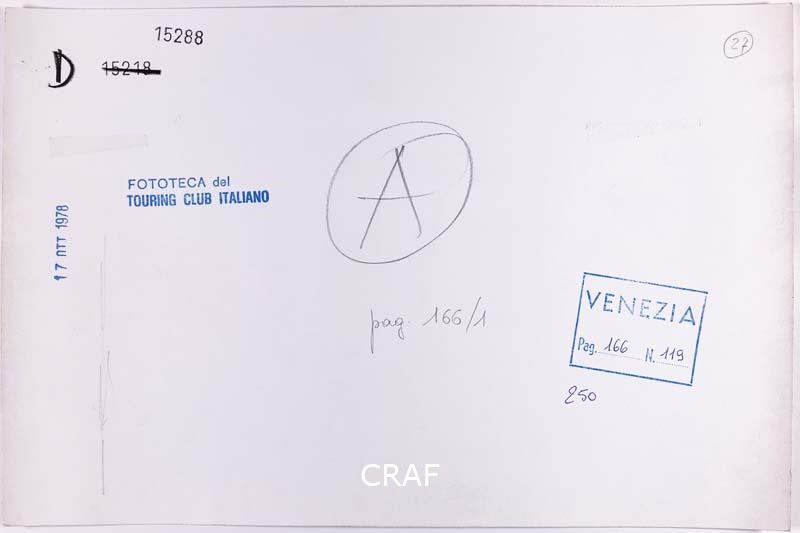 15288
27
D
15218
A
FOTOTECA del
TOURING CLUB ITALIANO
17 OTT 1978
VENEZIA
Pag. 166 N. 119
pag. 166/1
250
CRAF